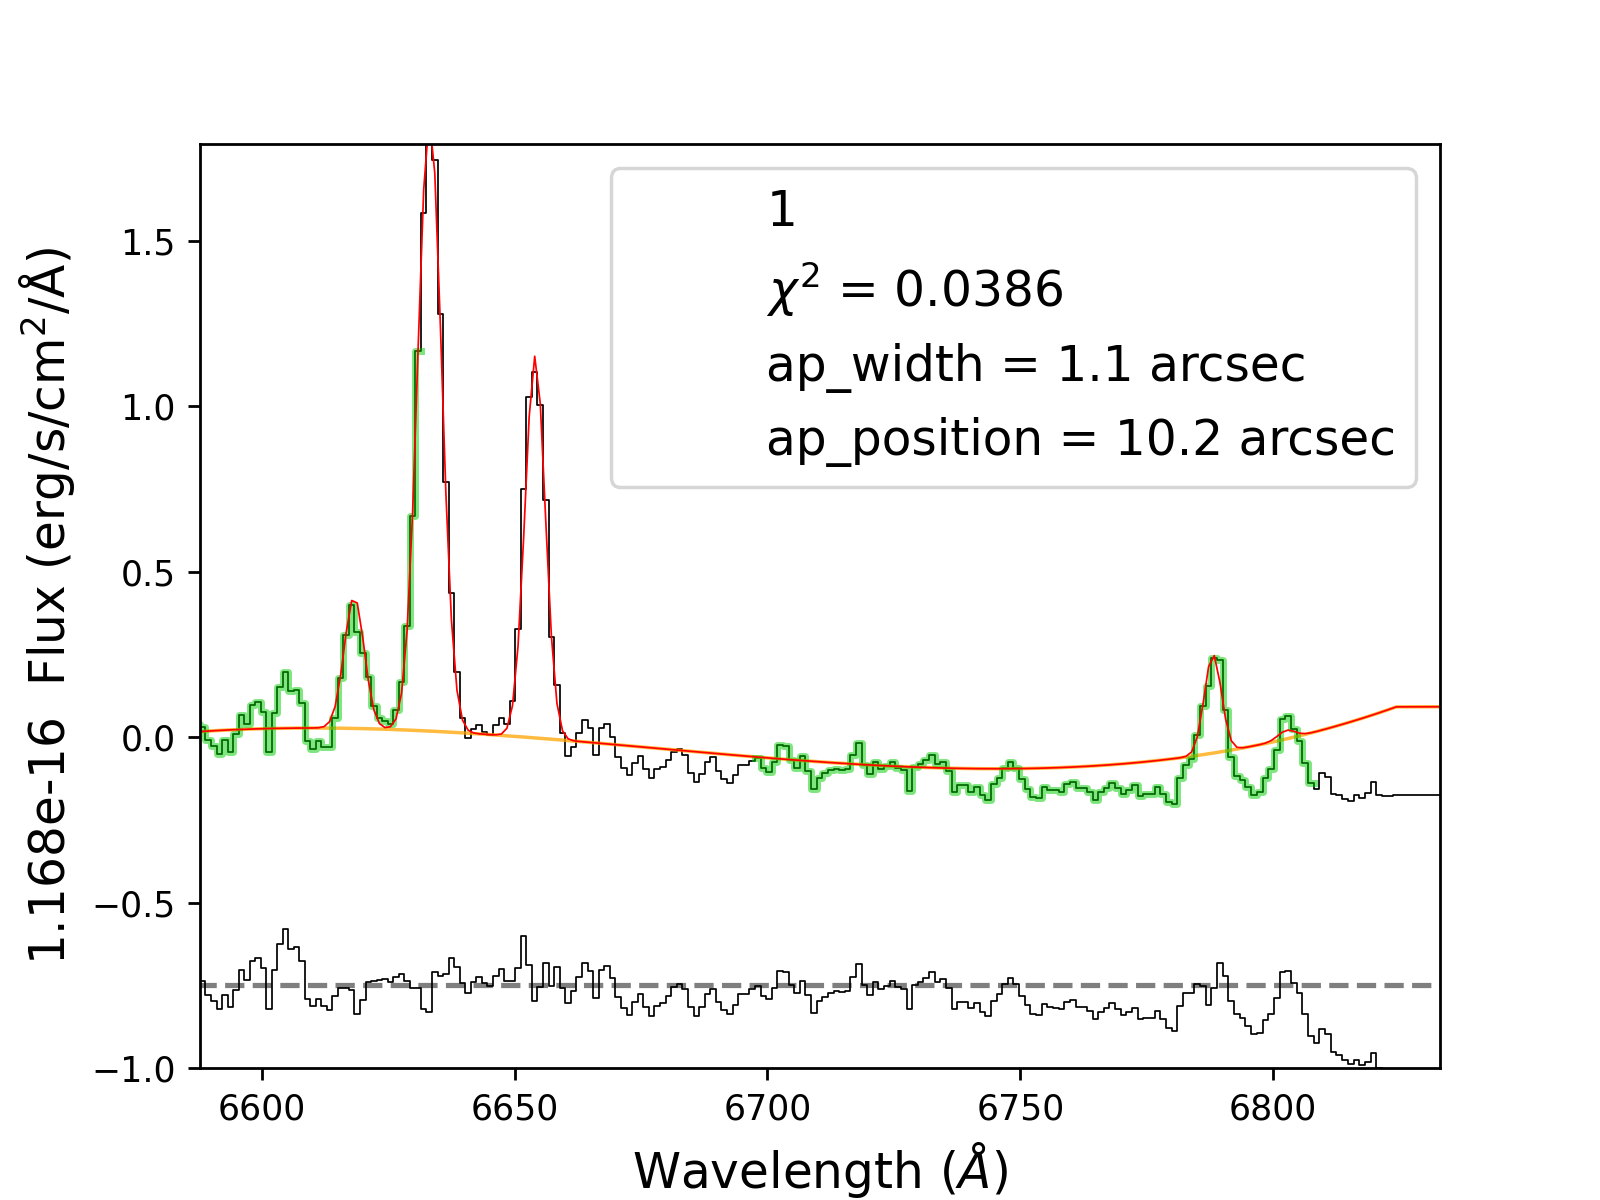 1
χ² = 0.0386
ap_width = 1.1 arcsec
ap_position = 10.2 arcsec
1.5
1.0
0.5
0.0
−0.5
−1.0
1.168e-16 Flux (erg/s/cm²/Å)
6600 6650 6700 6750 6800
Wavelength (Å)